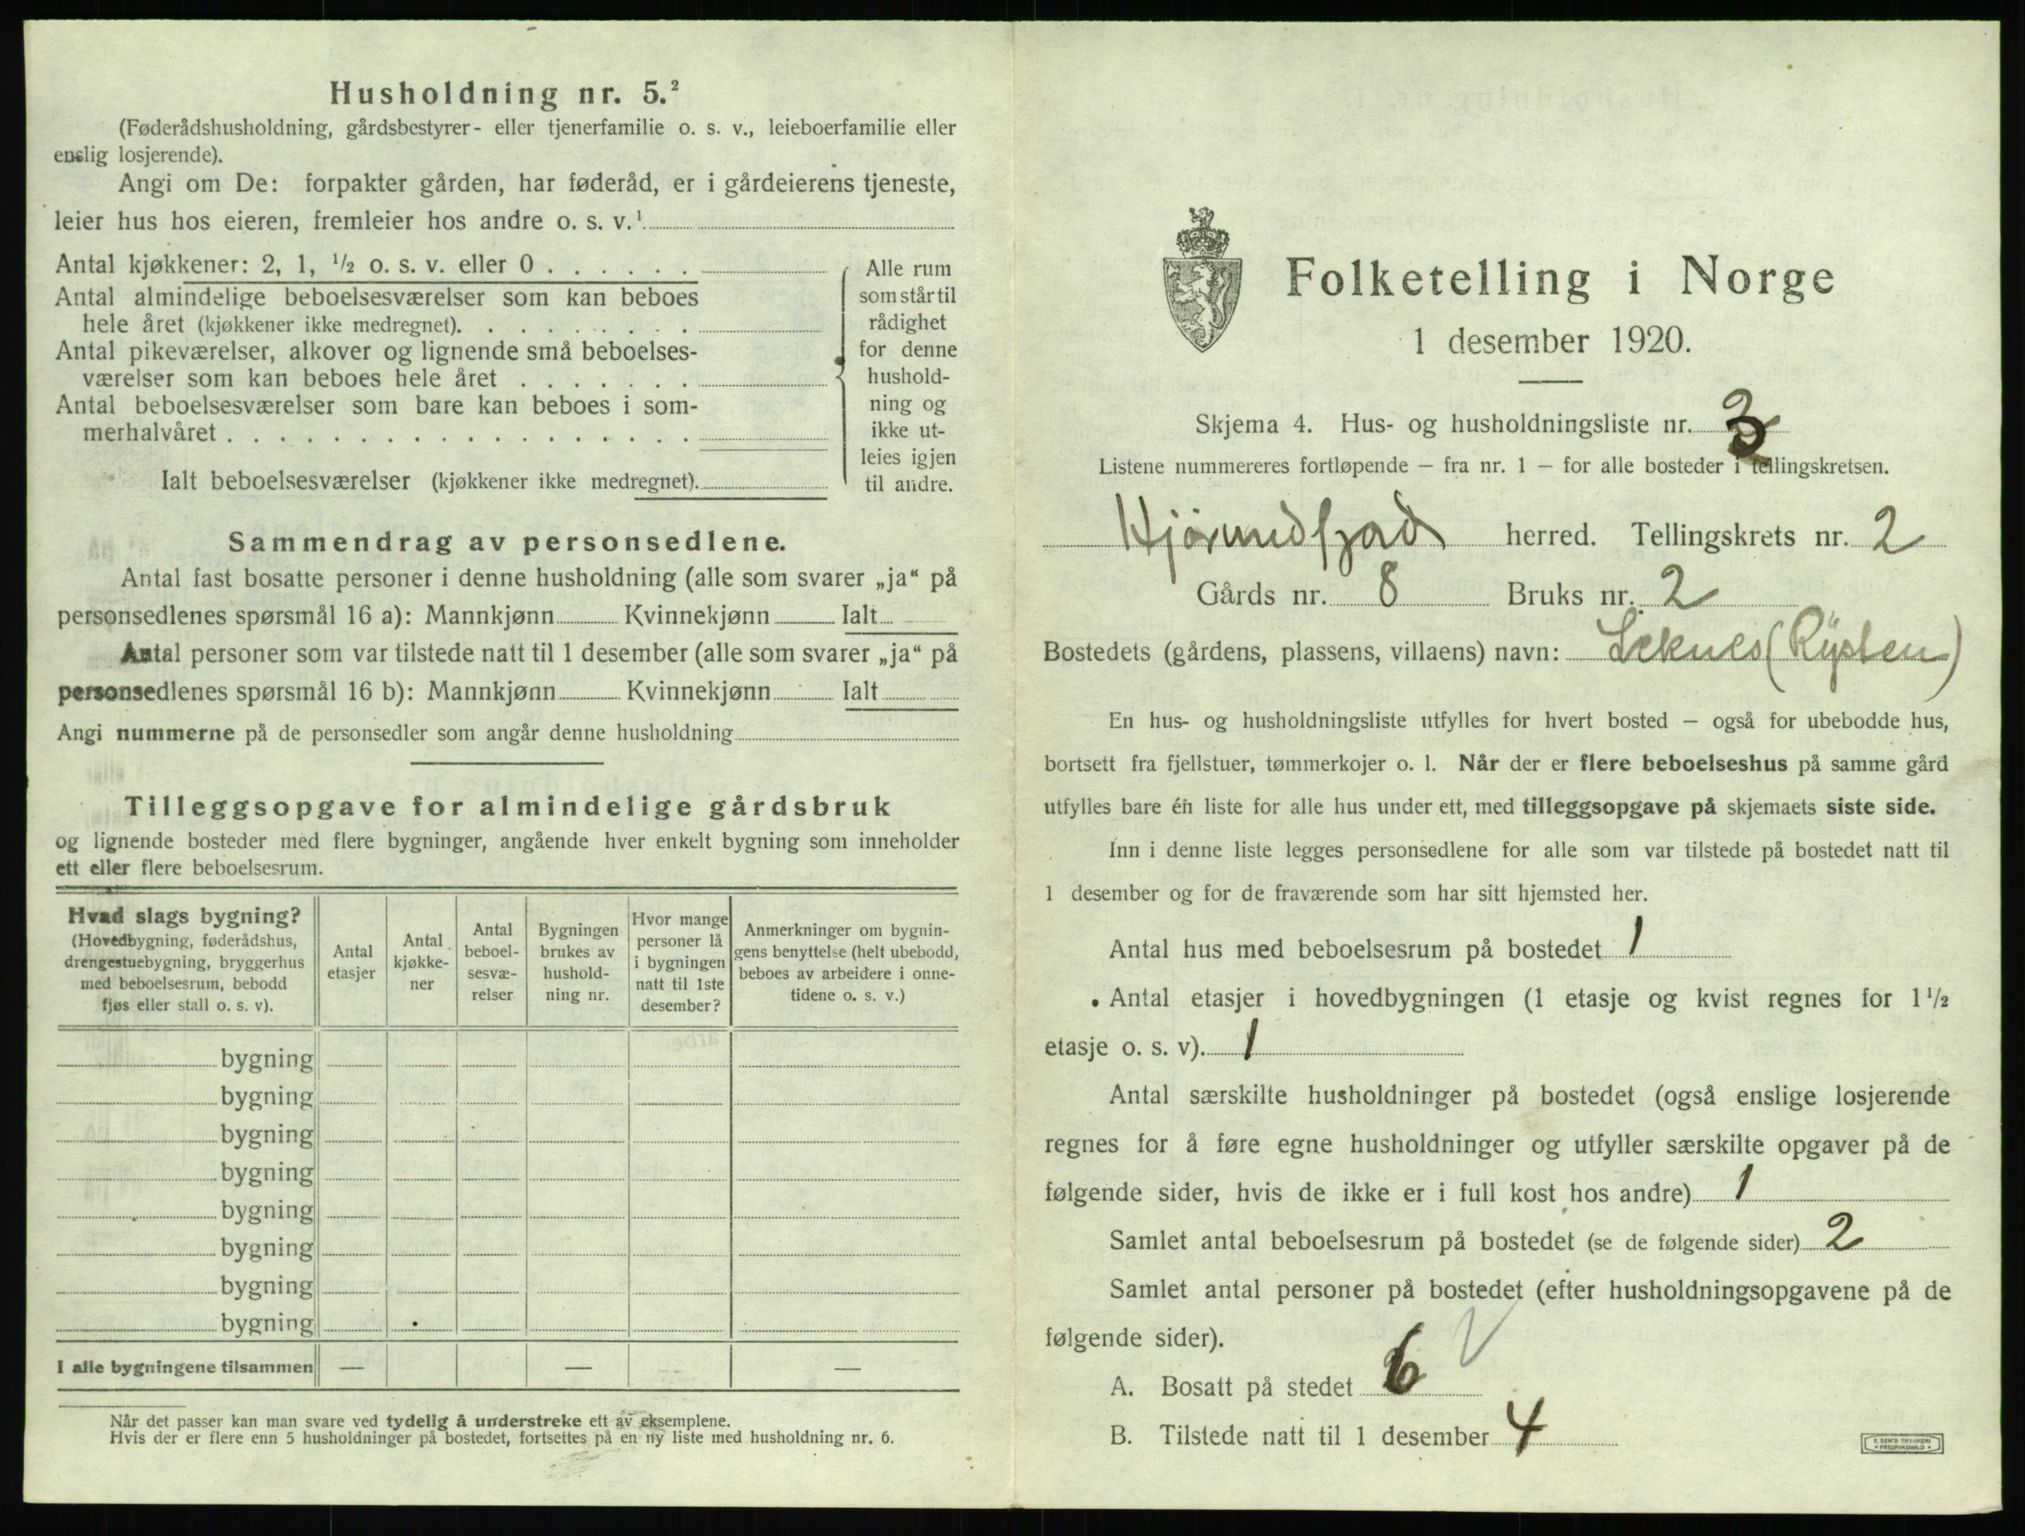 Husholdning nr. 5.²
(Føderådshusholdning, gårdsbestyrer- eller tjenerfamilie o. s. v., leieboerfamilie eller
enslig losjerende).
Angi om De: forpakter gården, har føderåd, er i gårdeierens tjeneste,
leier hus hos eieren, fremleier hos andre o. s. v.¹
Antal kjøkkener: 2, 1, ½ o. s. v. eller 0 . . . . . .
Antal almindelige beboelsesværelser som kan beboes
hele året (kjøkkener ikke medregnet). . . . . . . . .
Antal pikeværelser, alkover og lignende små beboelses-
værelser som kan beboes hele året . . . . . . .
Antal beboelsesværelser som bare kan beboes i som-
merhalvåret . . . . . . . . . . . . . . . . . .
Ialt beboelsesværelser (kjøkkener ikke medregnet).
Alle rum
som står til
rådighet
for denne
hushold-
ning og
ikke ut-
leies igjen
til andre.
Sammendrag av personsedlene.
Antal fast bosatte personer i denne husholdning (alle som svarer „ja“ på
personsedlenes spørsmål 16 a): Mannkjønn Kvinnekjønn Ialt
Antal personer som var tilstede natt til 1 desember (alle som svarer „ja“ på
personsedlenes spørsmål 16 b): Mannkjønn Kvinnekjønn Ialt
Angi nummerne på de personsedler som angår denne husholdning
Tilleggsopgave for almindelige gårdsbruk
og lignende bosteder med flere bygninger, angående hver enkelt bygning som inneholder
ett eller flere beboelsesrum.
Hvad slags bygning?
(Hovedbygning, føderådshus,
drengestuebygning, bryggerhus
med beboelsesrum, bebodd
fjøs eller stall o. s. v).
Antal
etasjer
Antal
kjøkke-
ner
Antal
beboel-
sesvæ-
relser
Bygningen
brukes av
hushold-
ning nr.
Hvor mange
personer lå
i bygningen
natt til 1ste
desember?
Anmerkninger om bygnin-
gens benyttelse (helt ubebodd,
beboes av arbeidere i onne-
tidene o. s. v.)
bygning
bygning
bygning
bygning
bygning
bygning
bygning
bygning
I alle bygningene tilsammen — — —
Når det passer kan man svare ved tydelig å understreke ett av eksemplene.
Hvis der er flere enn 5 husholdninger på bostedet, fortsettes på en ny liste med husholdning nr. 6.
Folketelling i Norge
1 desember 1920.
Skjema 4. Hus- og husholdningsliste nr. 3
Listene nummereres fortløpende – fra nr. 1 – for alle bosteder i tellingskretsen.
Hjørundfjord herred. Tellingskrets nr. 2
Gårds nr. 8 Bruks nr. 2
Bostedets (gårdens, plassens, villaens) navn: Leknes (Rysten)
En hus- og husholdningsliste utfylles for hvert bosted – også for ubebodde hus,
bortsett fra fjellstuer, tømmerkojer o. l. Når der er flere beboelseshus på samme gård
utfylles bare én liste for alle hus under ett, med tilleggsopgave på skjemaets siste side.
Inn i denne liste legges personsedlene for alle som var tilstede på bostedet natt til
1 desember og for de fraværende som har sitt hjemsted her.
Antal hus med beboelsesrum på bostedet 1
Antal etasjer i hovedbygningen (1 etasje og kvist regnes for 1½
etasje o. s. v). 1
Antal særskilte husholdninger på bostedet (også enslige losjerende
regnes for å føre egne husholdninger og utfyller særskilte opgaver på de
følgende sider, hvis de ikke er i full kost hos andre) 1
Samlet antal beboelsesrum på bostedet (se de følgende sider) 2
Samlet antal personer på bostedet (efter husholdningsopgavene på de
følgende sider).
A. Bosatt på stedet 6
B. Tilstede natt til 1 desember 4